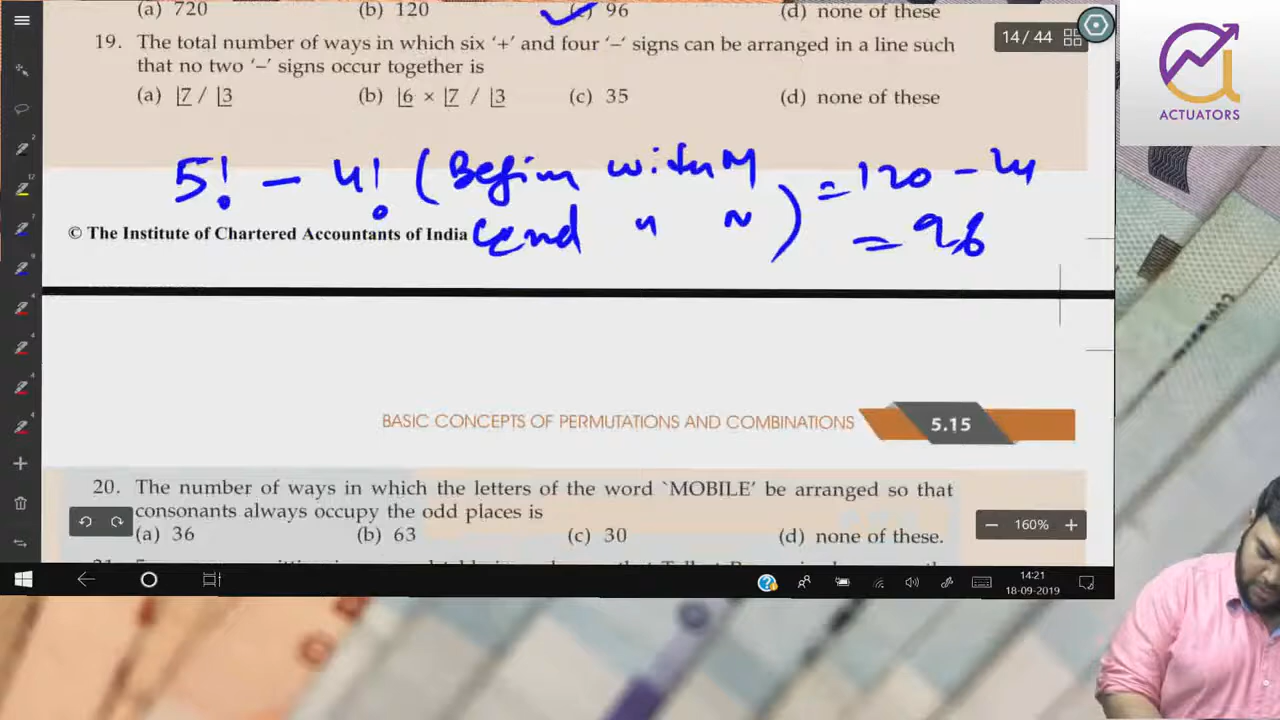 (a) 720 (b) 120 (c) 96 (d) none of these
19. The total number of ways in which six ‘+’ and four ‘–’ signs can be arranged in a line such
that no two ‘–’ signs occur together is
(a) ⌊7 / ⌊3 (b) ⌊6 × ⌊7 / ⌊3 (c) 35 (d) none of these
14 / 44
ACTUATORS
5! – 4! (Begin with M = 120 – 24
& end " N) = 96
© The Institute of Chartered Accountants of India
BASIC CONCEPTS OF PERMUTATIONS AND COMBINATIONS 5.15
20. The number of ways in which the letters of the word `MOBILE’ be arranged so that
consonants always occupy the odd places is
(a) 36 (b) 63 (c) 30 (d) none of these.
– 160% +
14:21
18-09-2019